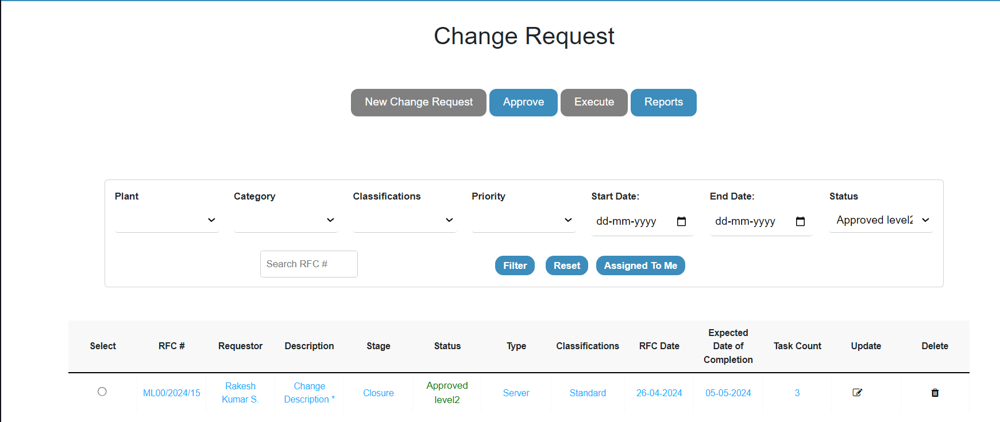 Change Request
New Change Request Approve Execute Reports
Plant Category Classifications Priority Start Date: End Date: Status
dd-mm-yyyy dd-mm-yyyy Approved level2
Search RFC # Filter Reset Assigned To Me
Select RFC # Requestor Description Stage Status Type Classifications RFC Date Expected Date of Completion Task Count Update Delete
ML00/2024/15 Rakesh Kumar S. Change Description * Closure Approved level2 Server Standard 26-04-2024 05-05-2024 3